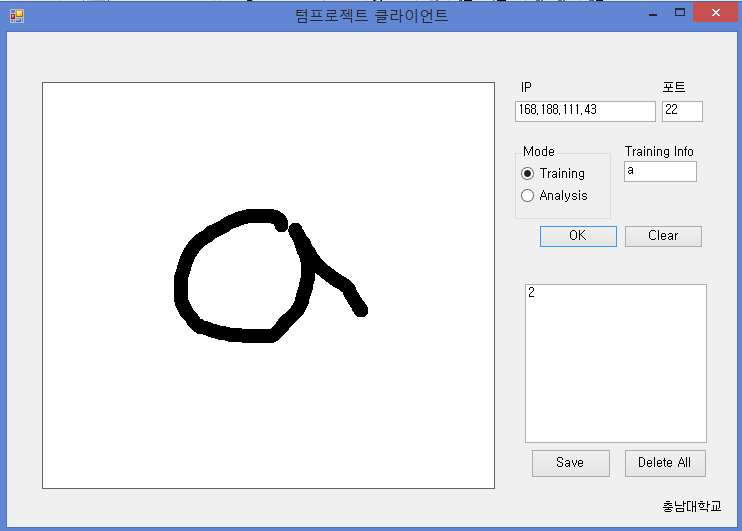 텀프로젝트 클라이언트
IP 포트
168,188,111,43 22
Mode Training Info
Training a
Analysis
OK Clear
a
2
Save Delete All
충남대학교